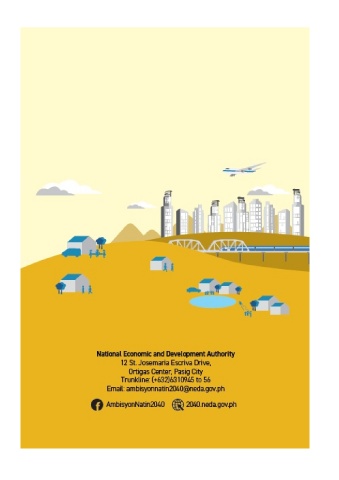 National Economic and Development Authority
12 St. Josemaria Escriva Drive,
Ortigas Center, Pasig City
Trunkline: (+632)6310945 to 56
Email: ambisyonnatin2040@neda.gov.ph
AmbisyonNatin2040 2040.neda.gov.ph